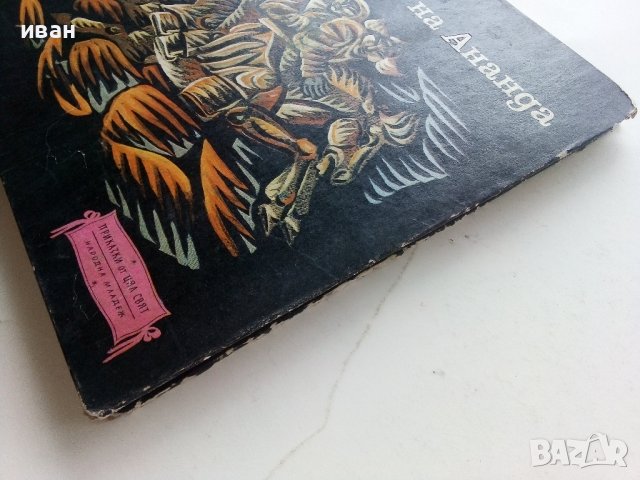 иван
на Ананда
ПРИКАЗКИ ОТ ЦЯЛ СВЯТ
НАРОДНА МЛАДЕЖ
BAZAR